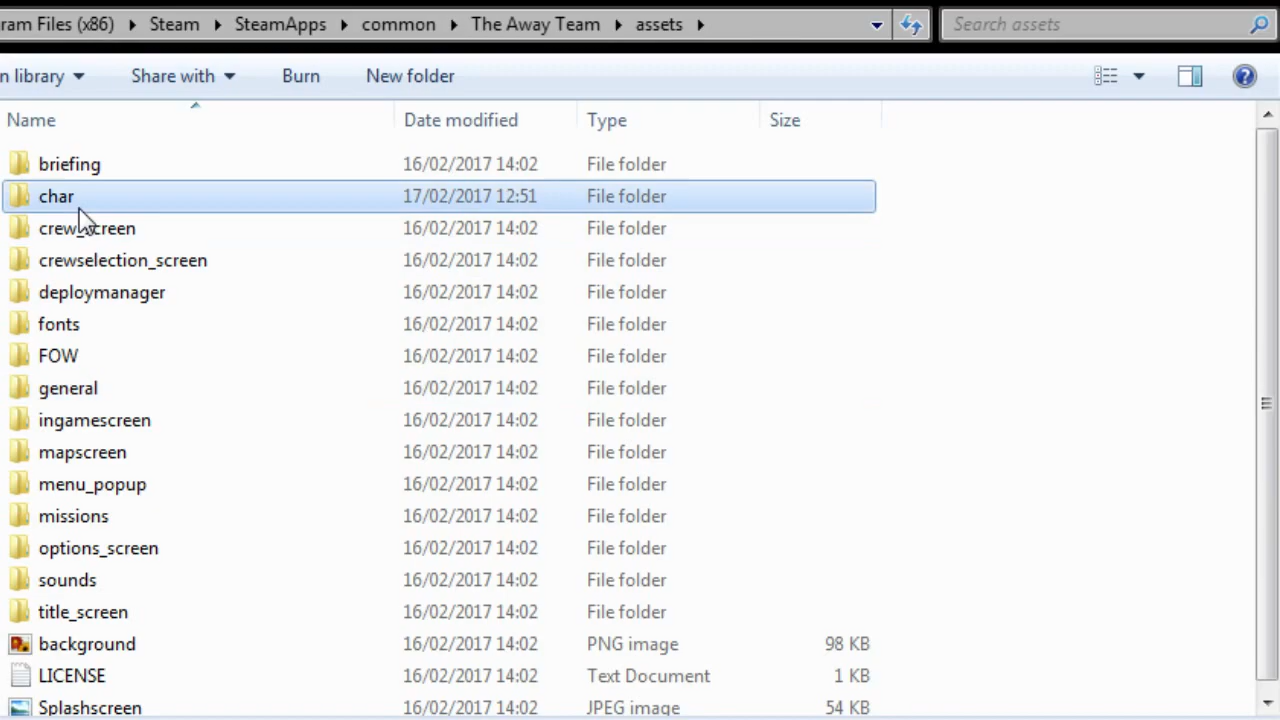 ram Files (x86) Steam SteamApps common The Away Team assets Search assets
n library Share with Burn New folder
Name Date modified Type Size
briefing 16/02/2017 14:02 File folder
char 17/02/2017 12:51 File folder
crew_screen 16/02/2017 14:02 File folder
crewselection_screen 16/02/2017 14:02 File folder
deploymanager 16/02/2017 14:02 File folder
fonts 16/02/2017 14:02 File folder
FOW 16/02/2017 14:02 File folder
general 16/02/2017 14:02 File folder
ingamescreen 16/02/2017 14:02 File folder
mapscreen 16/02/2017 14:02 File folder
menu_popup 16/02/2017 14:02 File folder
missions 16/02/2017 14:02 File folder
options_screen 16/02/2017 14:02 File folder
sounds 16/02/2017 14:02 File folder
title_screen 16/02/2017 14:02 File folder
background 16/02/2017 14:02 PNG image 98 KB
LICENSE 16/02/2017 14:02 Text Document 1 KB
Splashscreen 16/02/2017 14:02 JPEG image 54 KB